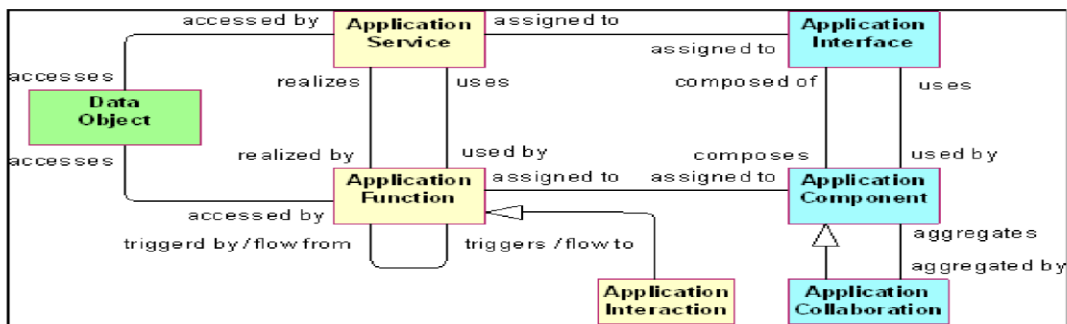 accessed by
Application
Service
assigned to
Application
Interface
assigned to
accesses
realizes
uses
composed of
uses
Data
Object
accesses
realized by
used by
composes
used by
Application
Function
assigned to
assigned to
Application
Component
accessed by
triggerd by / flow from
triggers / flow to
aggregates
aggregated by
Application
Interaction
Application
Collaboration